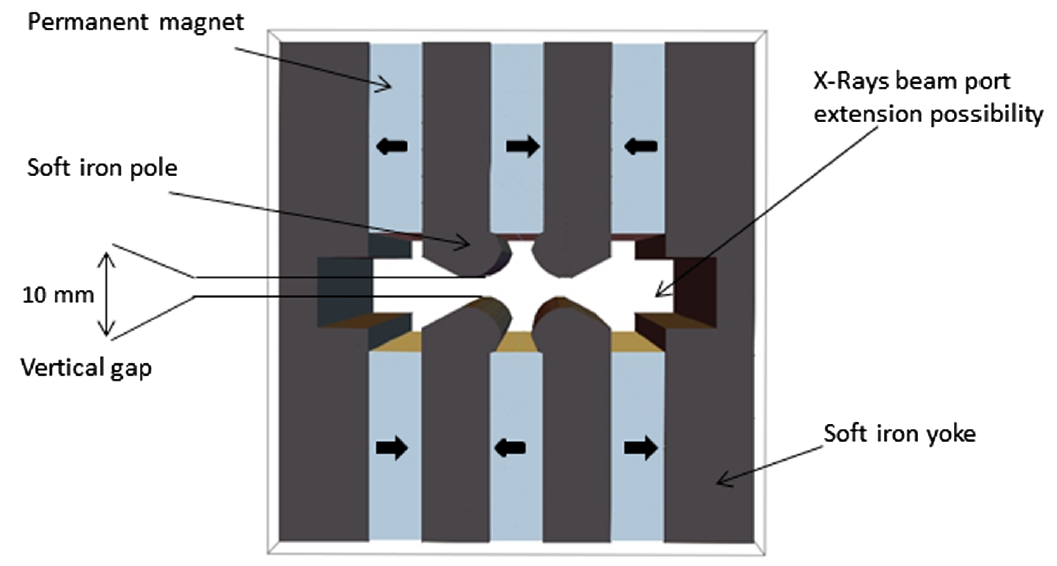 Permanent magnet
X-Rays beam port
extension possibility
Soft iron pole
10 mm
Vertical gap
Soft iron yoke